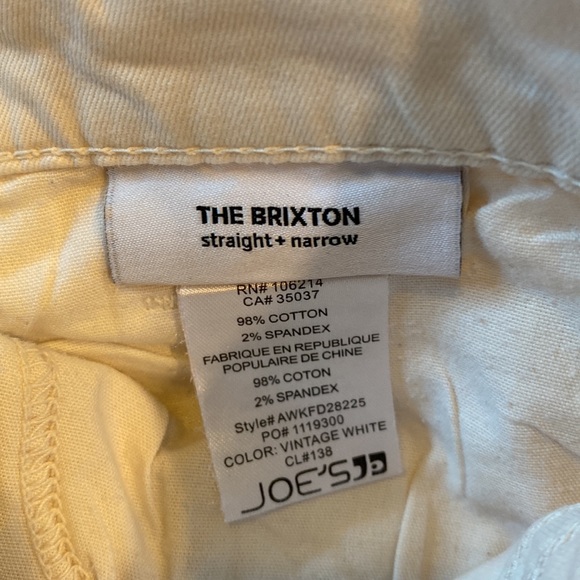 THE BRIXTON
straight + narrow
RN# 106214
CA# 35037
98% COTTON
2% SPANDEX
FABRIQUE EN REPUBLIQUE
POPULAIRE DE CHINE
98% COTON
2% SPANDEX
Style#AWKFD28225
PO# 1119300
COLOR: VINTAGE WHITE
CL#138
JOE'S